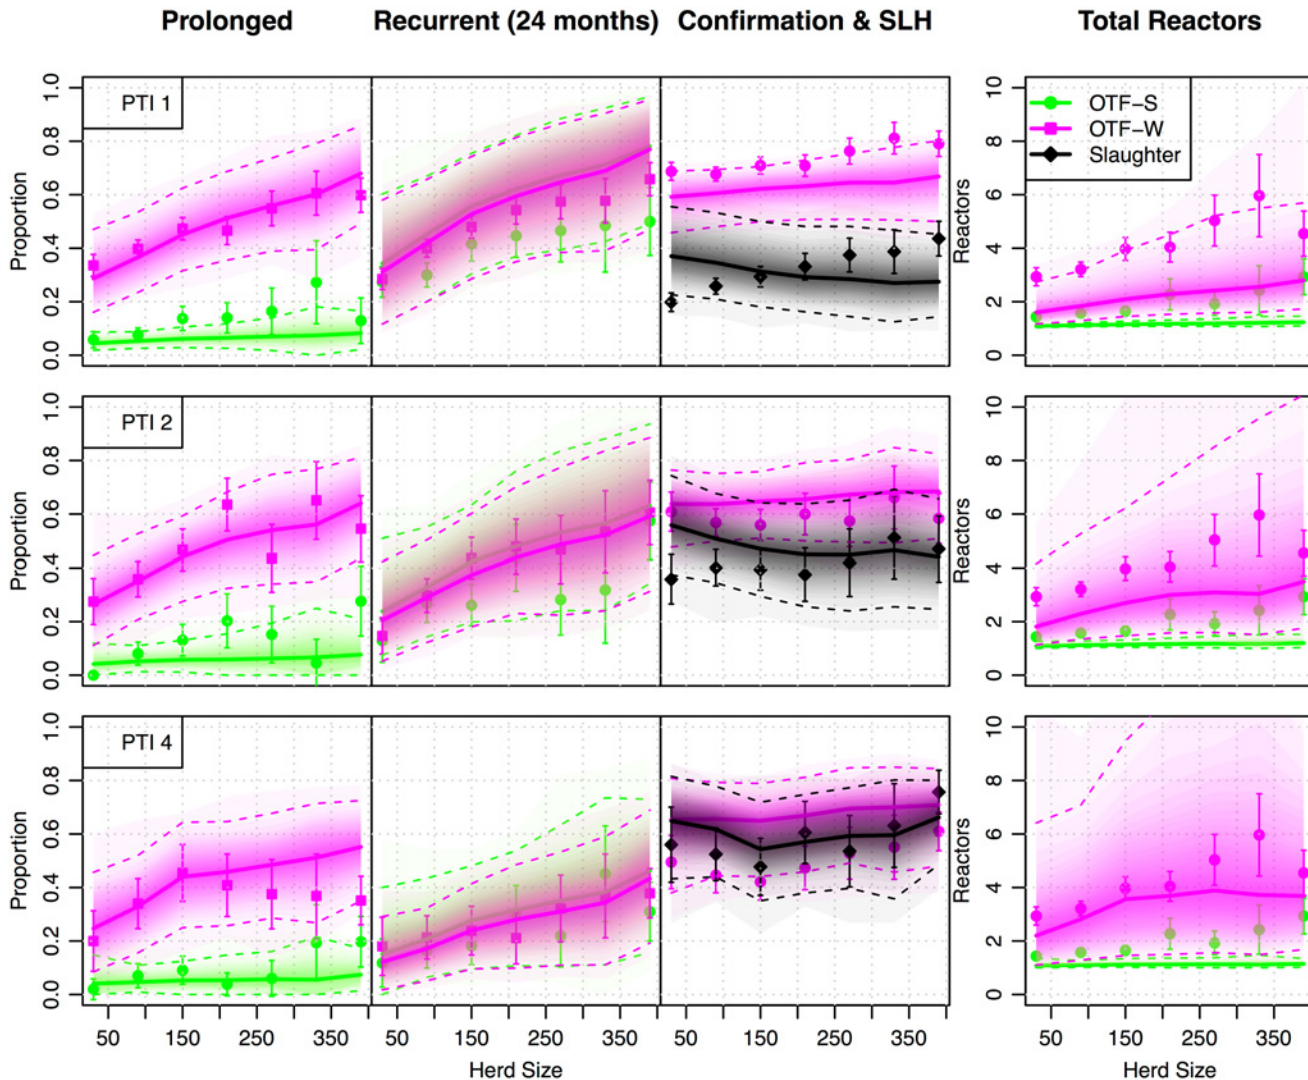 Prolonged Recurrent (24 months) Confirmation & SLH Total Reactors
PTI 1
OTF-S
OTF-W
Slaughter
Proportion
0.0 0.2 0.4 0.6 0.8 1.0
Reactors
0 2 4 6 8 10
PTI 2
Proportion
0.0 0.2 0.4 0.6 0.8 1.0
Reactors
0 2 4 6 8 10
PTI 4
Proportion
0.0 0.2 0.4 0.6 0.8 1.0
Reactors
0 2 4 6 8 10
50 150 250 350 50 150 250 350 50 150 250 350 50 150 250 350
Herd Size Herd Size Herd Size